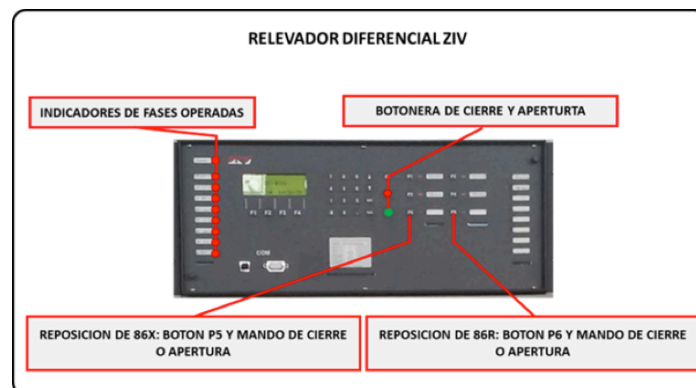 RELEVADOR DIFERENCIAL ZIV
INDICADORES DE FASES OPERADAS
BOTONERA DE CIERRE Y APERTURTA
F1 F2 F3 F4
COM
REPOSICION DE 86X: BOTON P5 Y MANDO DE CIERRE
O APERTURA
REPOSICION DE 86R: BOTON P6 Y MANDO DE CIERRE
O APERTURA